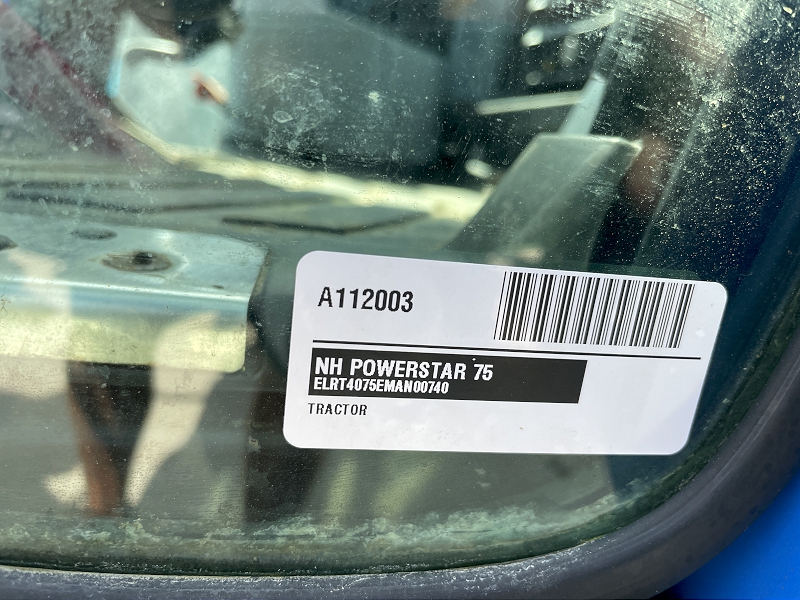 A112003
NH POWERSTAR 75
ELRT4075EMAN00740
TRACTOR